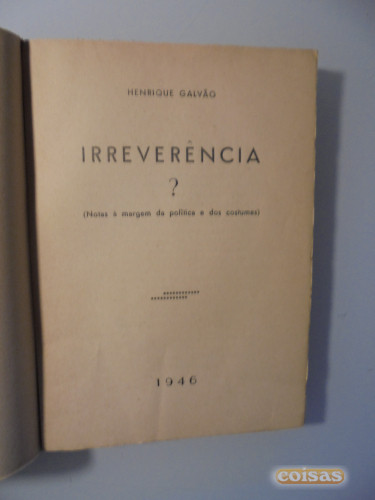 HENRIQUE GALVÃO
IRREVERÊNCIA
?
(Notas à margem da política e dos costumes)
1946
coisas